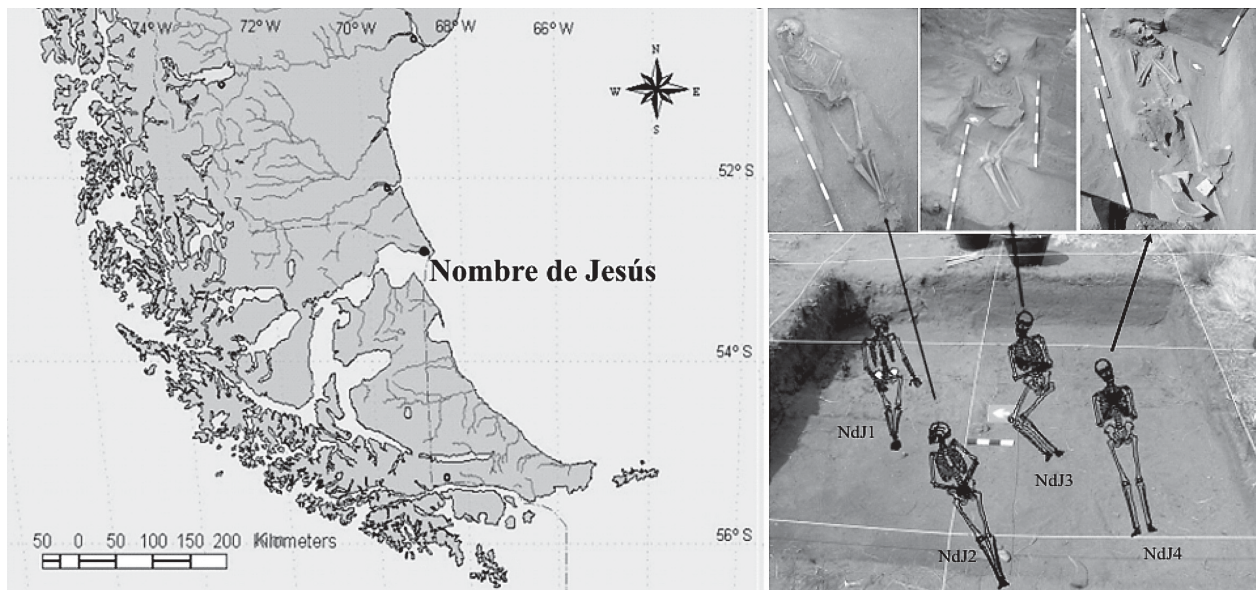 74° W 72° W 70° W 68° W 66° W
N
W E
S
52° S
Nombre de Jesús
54° S
56° S
50 0 50 100 150 200 Kilometers
NdJ1
NdJ2
NdJ3
NdJ4